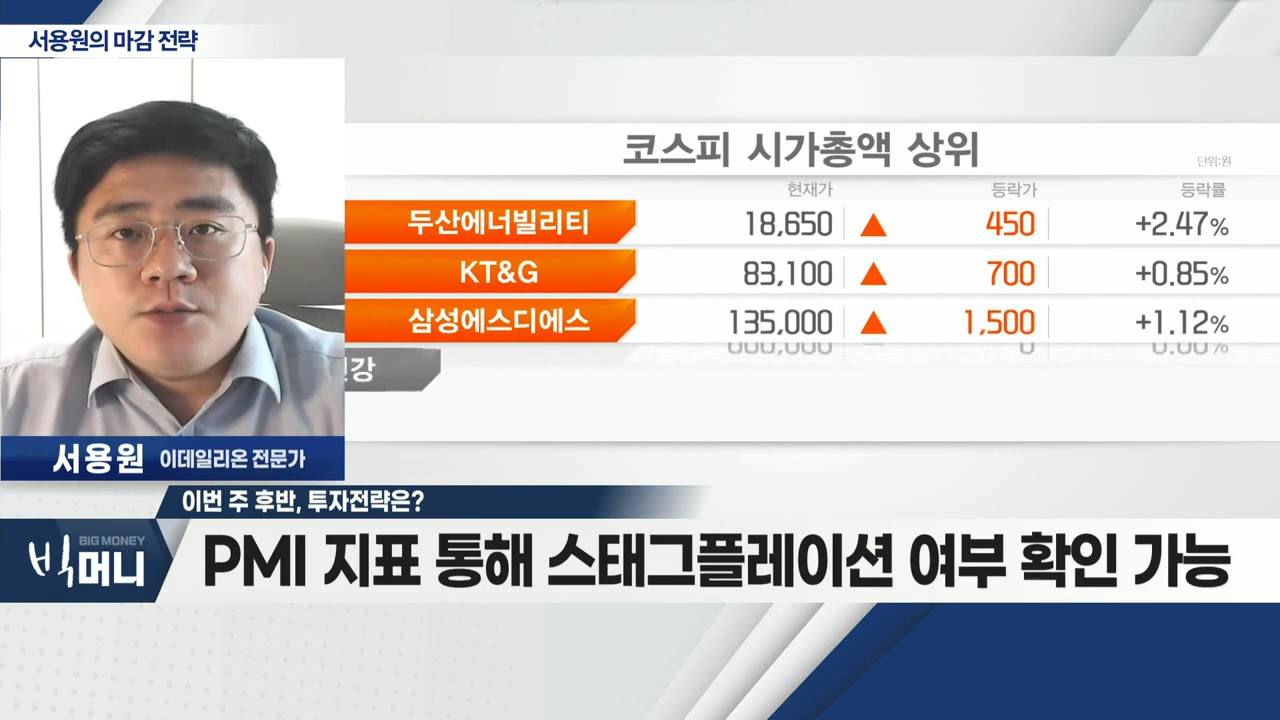 서용원의 마감 전략
코스피 시가총액 상위
단위:원
현재가 등락가 등락률
두산에너빌리티 18,650 ▲ 450 +2.47%
KT&G 83,100 ▲ 700 +0.85%
삼성에스디에스 135,000 ▲ 1,500 +1.12%
강
서용원 이데일리온 전문가
이번 주 후반, 투자전략은?
BIG MONEY
빅머니
PMI 지표 통해 스태그플레이션 여부 확인 가능